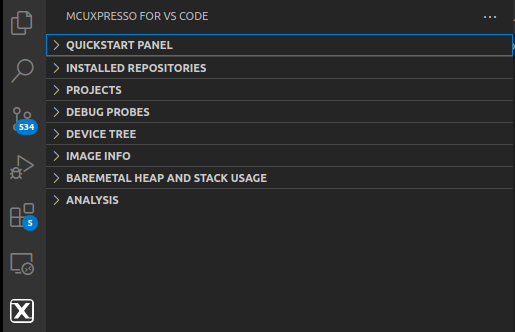 MCUXPRESSO FOR VS CODE
QUICKSTART PANEL
INSTALLED REPOSITORIES
PROJECTS
534
DEBUG PROBES
DEVICE TREE
IMAGE INFO
BAREMETAL HEAP AND STACK USAGE
ANALYSIS
5
X